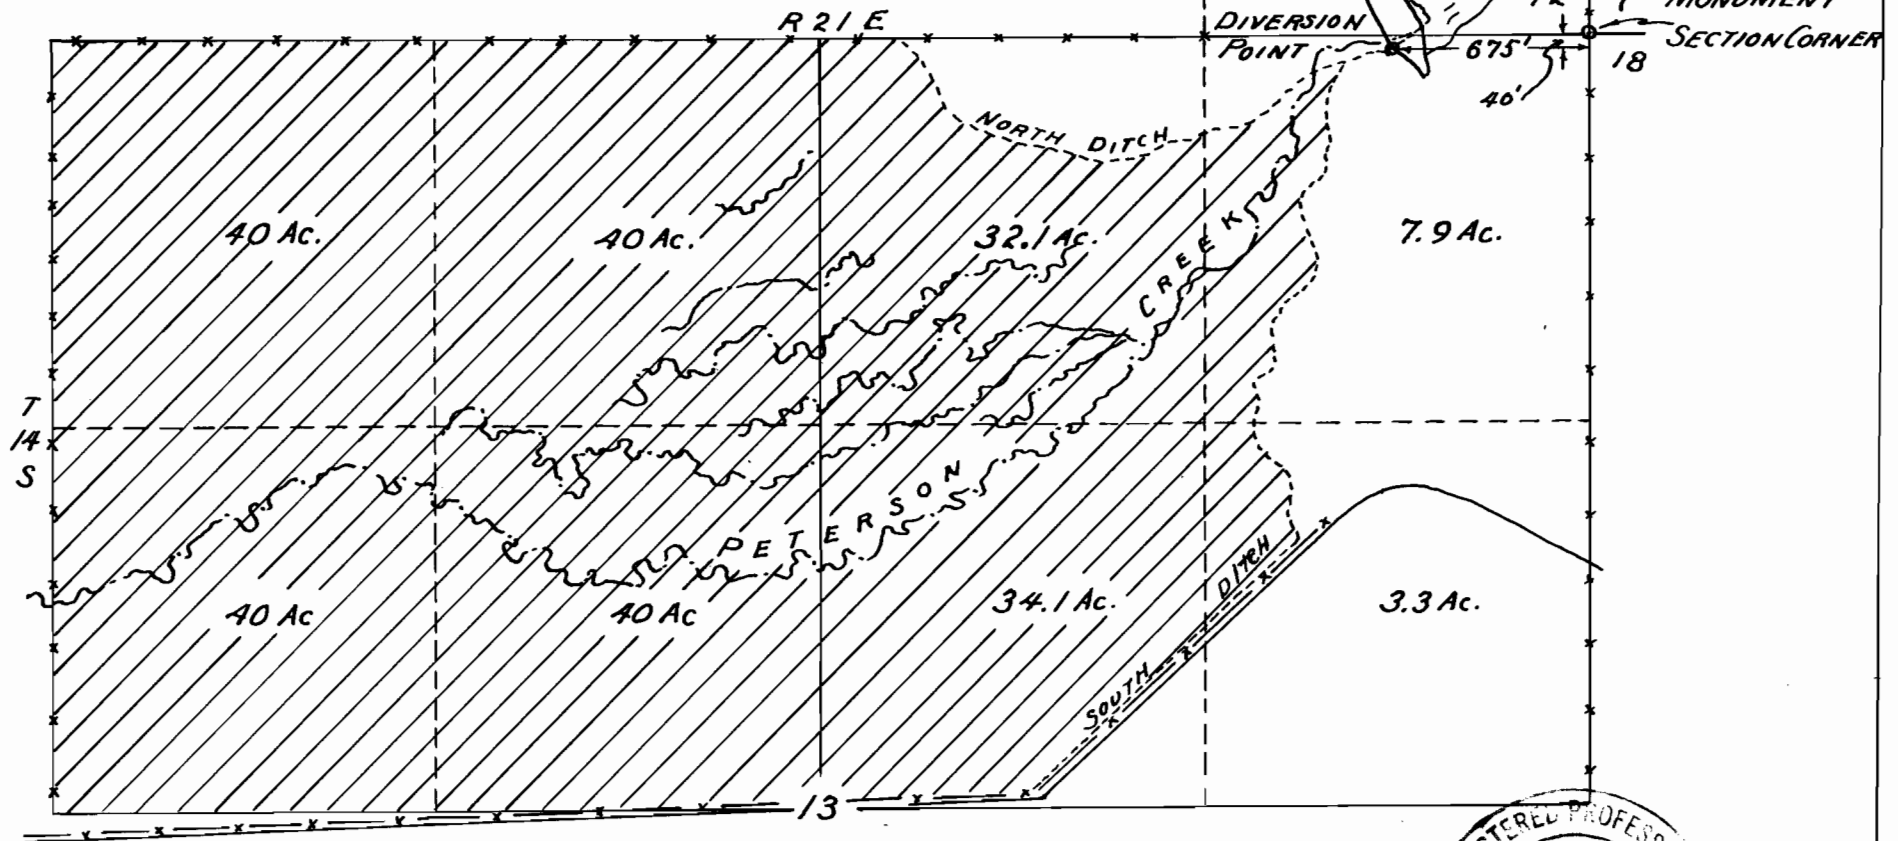 R 21 E
DIVERSION
POINT
675'
MONUMENT
SECTION CORNER
18
40'
NORTH DITCH
40 Ac.
40 Ac.
32.1 Ac.
7.9 Ac.
CREEK
T
14
S
PETERSON
40 Ac
40 Ac
34.1 Ac.
3.3 Ac.
SOUTH DITCH
13